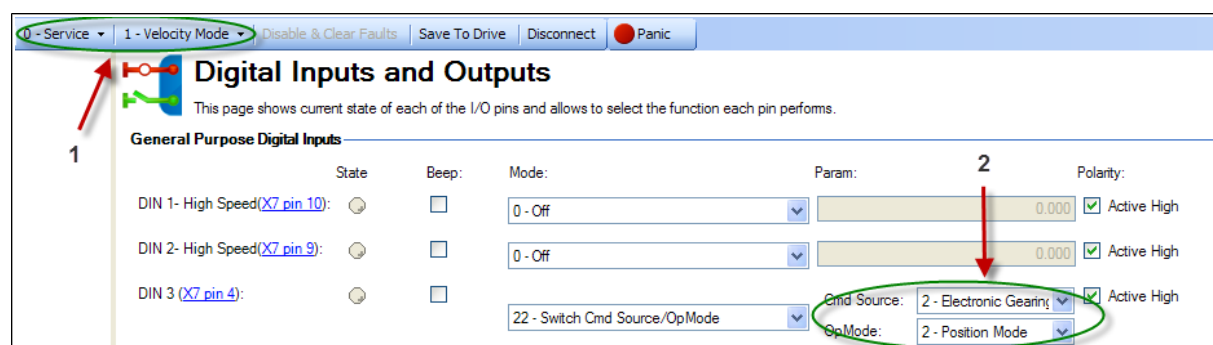 0 - Service 1 - Velocity Mode Disable & Clear Faults Save To Drive Disconnect Panic
Digital Inputs and Outputs
This page shows current state of each of the I/O pins and allows to select the function each pin performs.
General Purpose Digital Inputs
1
2
State Beep: Mode: Param: Polarity:
DIN 1- High Speed(X7 pin 10): 0 - Off 0.000 Active High
DIN 2- High Speed(X7 pin 9): 0 - Off 0.000 Active High
DIN 3 (X7 pin 4): 22 - Switch Cmd Source/OpMode Cmd Source: 2 - Electronic Gearing Active High
OpMode: 2 - Position Mode